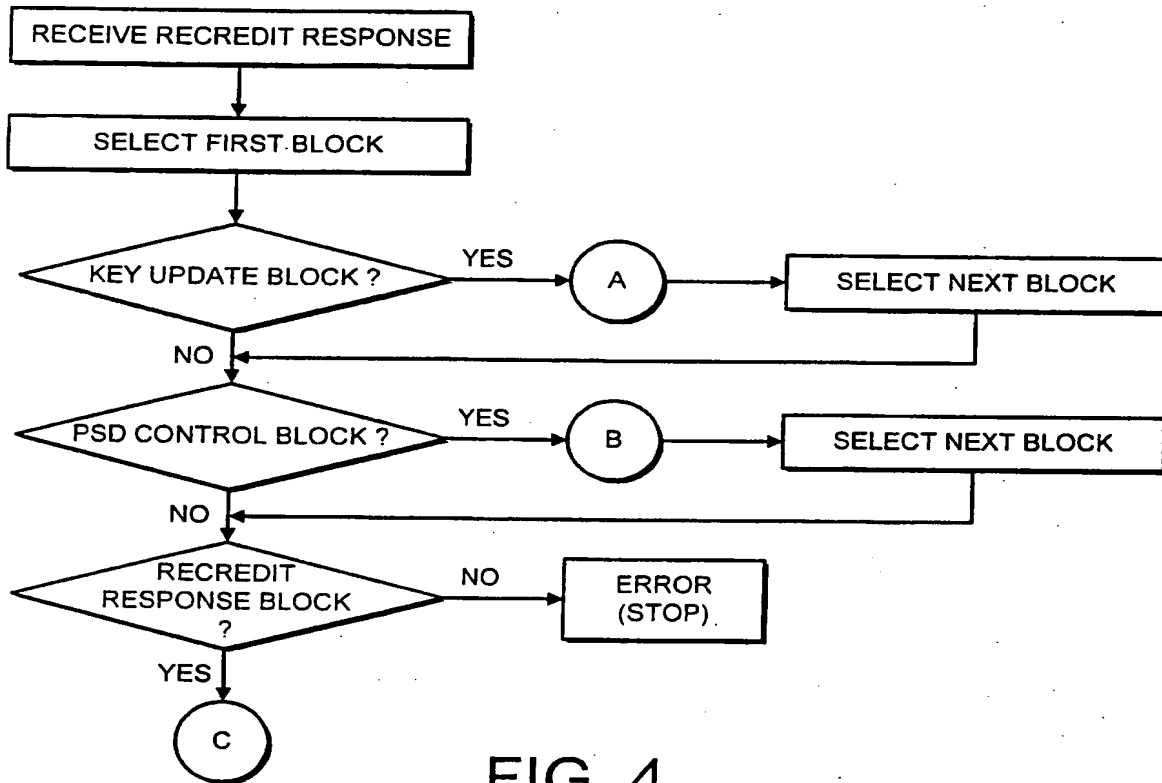 RECEIVE RECREDIT RESPONSE
SELECT FIRST BLOCK
KEY UPDATE BLOCK ?
YES
A
SELECT NEXT BLOCK
NO
PSD CONTROL BLOCK ?
YES
B
SELECT NEXT BLOCK
NO
RECREDIT
RESPONSE BLOCK
?
NO
ERROR
(STOP)
YES
C
FIG. 4